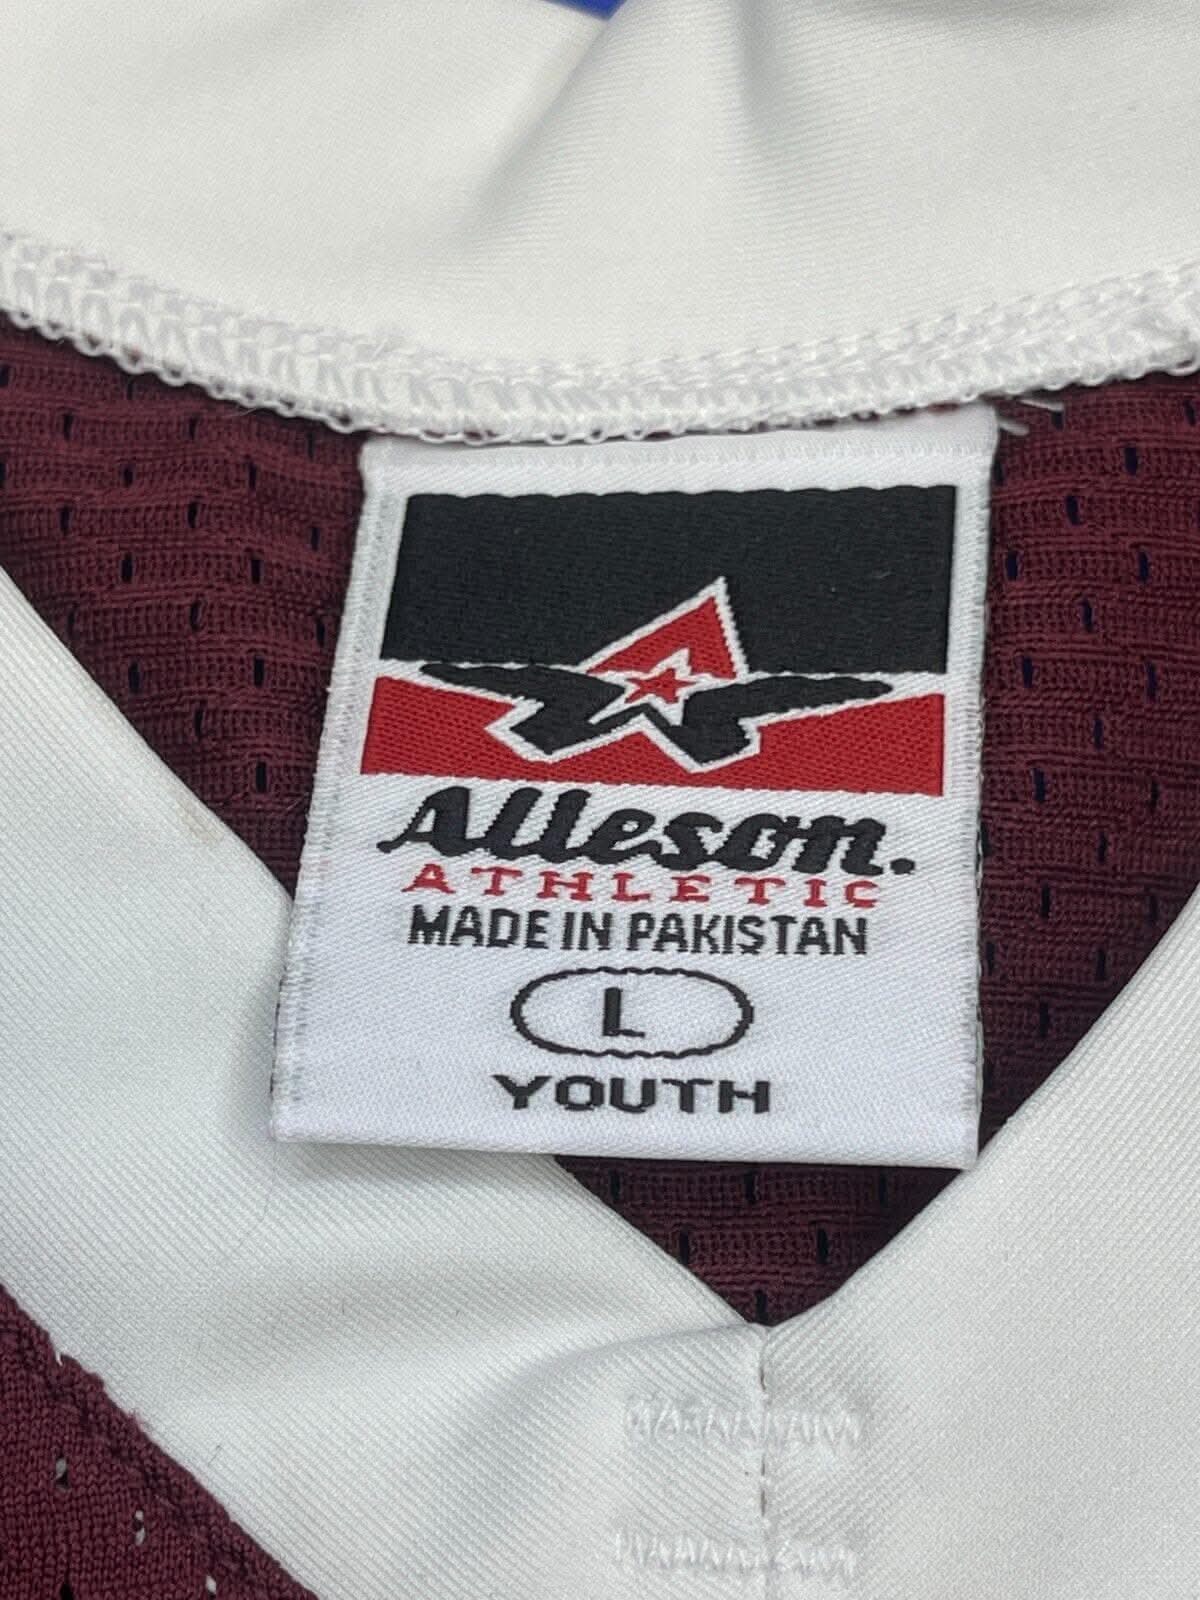 Alleson.
ATHLETIC
MADE IN PAKISTAN
L
YOUTH